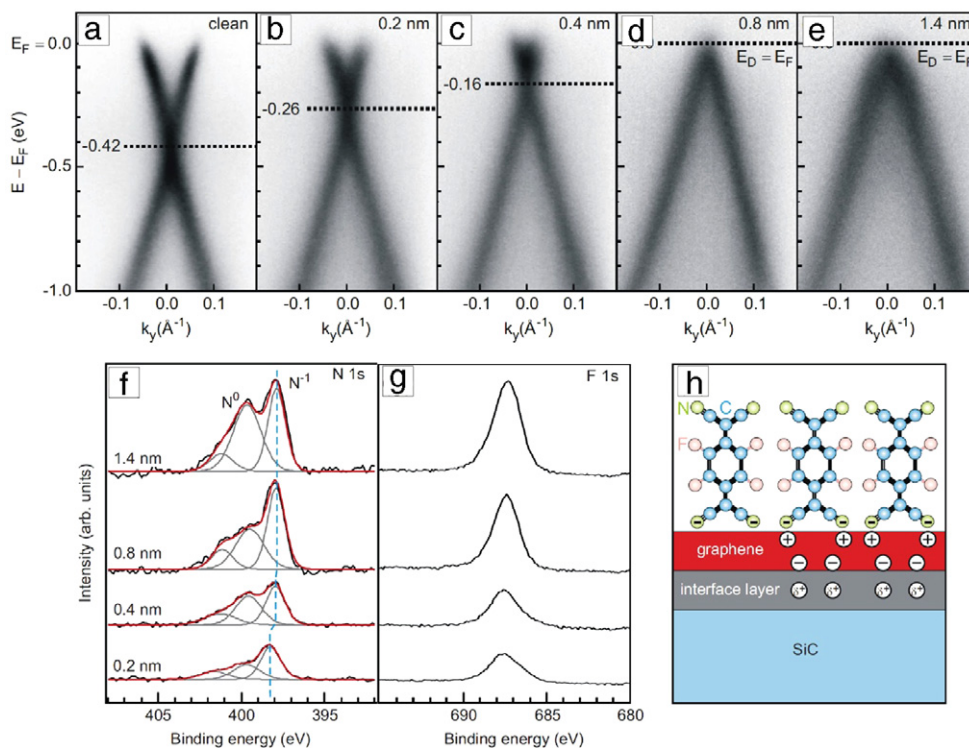 a
clean
b
0.2 nm
c
0.4 nm
d
0.8 nm
e
1.4 nm
E_F = 0.0
-0.5
-1.0
E – E_F (eV)
-0.42
-0.26
-0.16
E_D = E_F
E_D = E_F
-0.1 0.0 0.1
-0.1 0.0 0.1
-0.1 0.0 0.1
-0.1 0.0 0.1
-0.1 0.0 0.1
k_y(Å⁻¹)
k_y(Å⁻¹)
k_y(Å⁻¹)
k_y(Å⁻¹)
k_y(Å⁻¹)
f
N 1s
N⁰
N⁻¹
1.4 nm
0.8 nm
0.4 nm
0.2 nm
Intensity (arb. units)
405 400 395
Binding energy (eV)
g
F 1s
690 685 680
Binding energy (eV)
h
N
C
F
− − − − − −
graphene
+ + + +
− − − −
interface layer
δ⁺ δ⁺ δ⁺ δ⁺
SiC